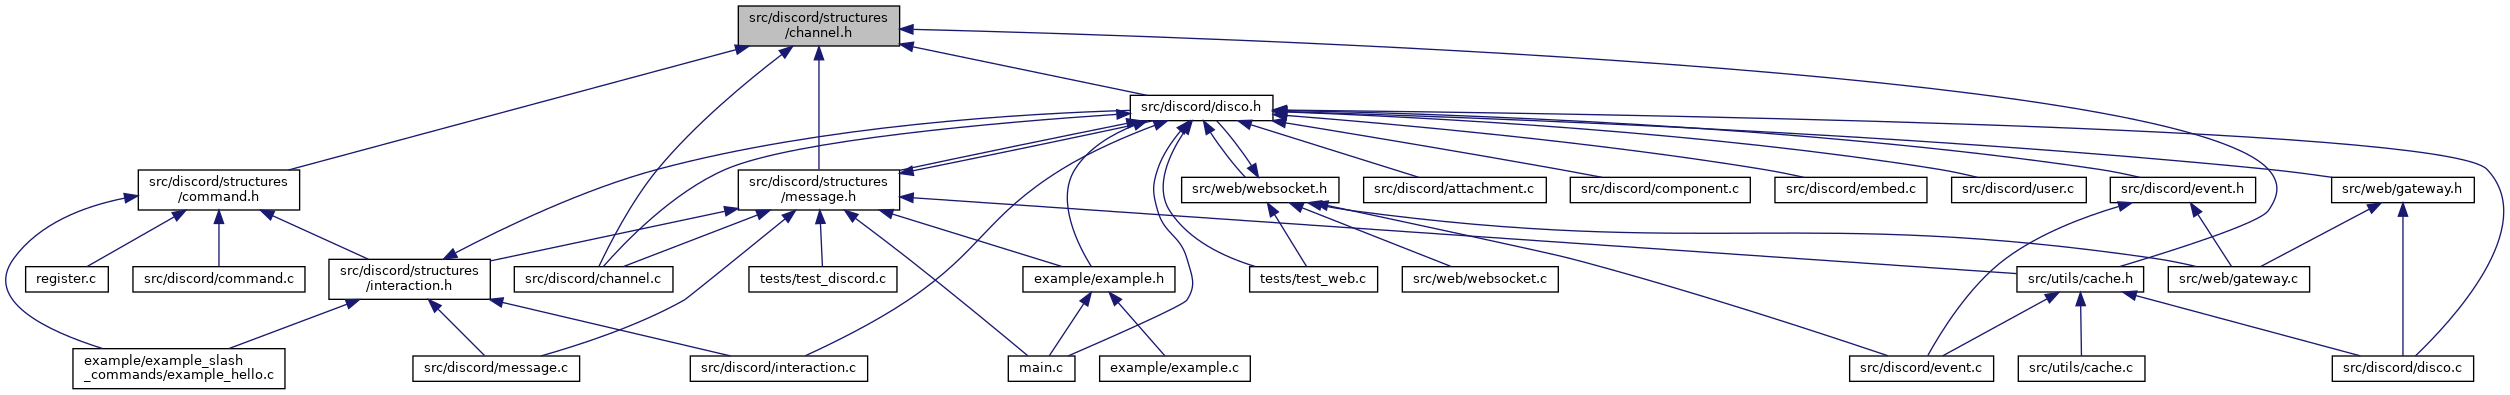 src/discord/structures
/channel.h
src/discord/disco.h
src/discord/structures
/command.h
src/discord/structures
/message.h
src/web/websocket.h
src/discord/attachment.c
src/discord/component.c
src/discord/embed.c
src/discord/user.c
src/discord/event.h
src/web/gateway.h
register.c
src/discord/command.c
src/discord/structures
/interaction.h
src/discord/channel.c
tests/test_discord.c
example/example.h
tests/test_web.c
src/web/websocket.c
src/utils/cache.h
src/web/gateway.c
example/example_slash
_commands/example_hello.c
src/discord/message.c
src/discord/interaction.c
main.c
example/example.c
src/discord/event.c
src/utils/cache.c
src/discord/disco.c